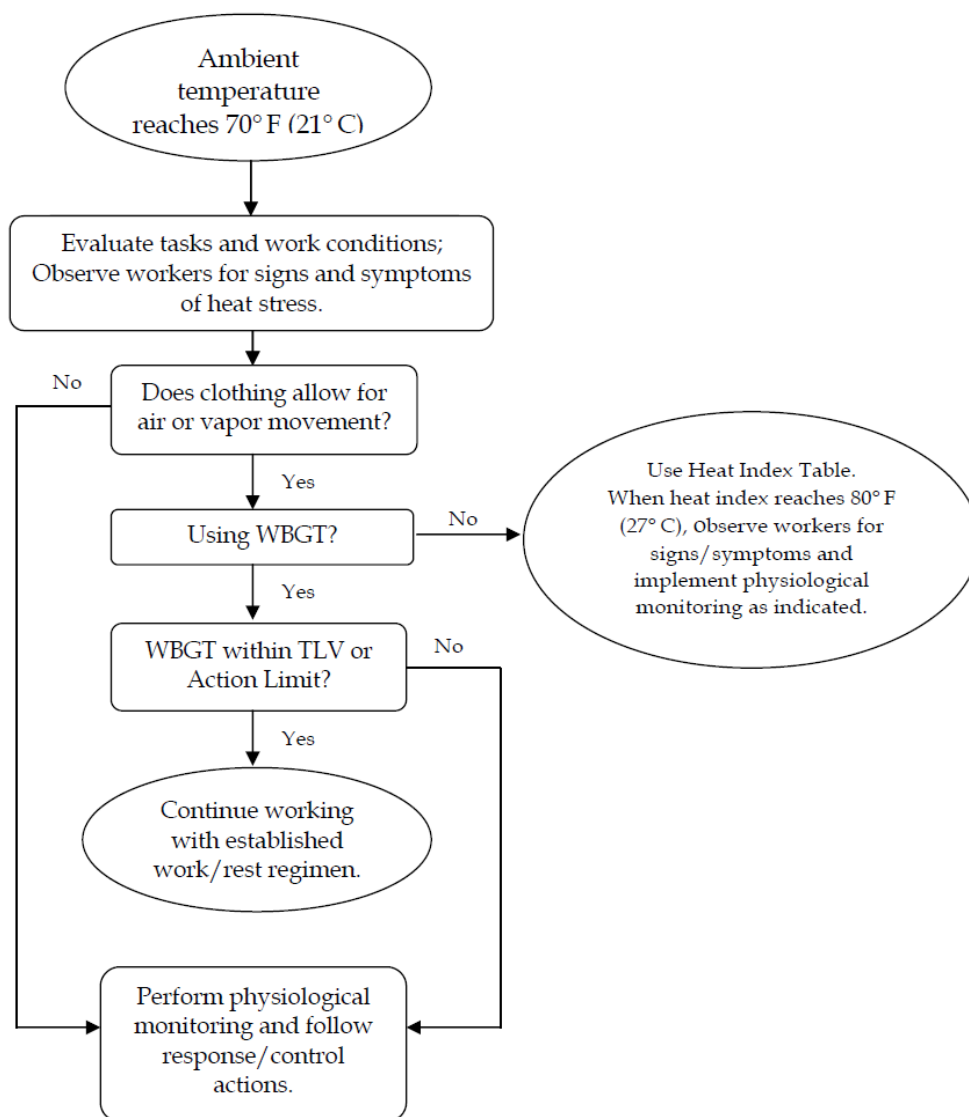 Ambient
temperature
reaches 70° F (21° C)
Evaluate tasks and work conditions;
Observe workers for signs and symptoms
of heat stress.
No
Does clothing allow for
air or vapor movement?
Yes
Using WBGT?
No
Use Heat Index Table.
When heat index reaches 80° F
(27° C), Observe workers for
signs/symptoms and
implement physiological
monitoring as indicated.
Yes
WBGT within TLV or
Action Limit?
No
Yes
Continue working
with established
work/rest regimen.
Perform physiological
monitoring and follow
response/control
actions.